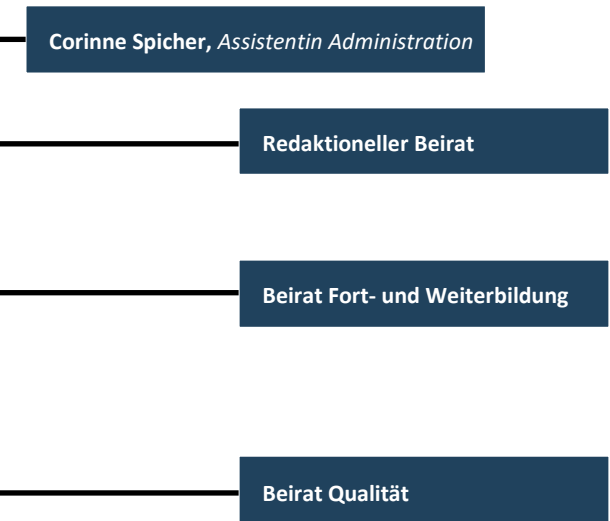 Corinne Spicher, Assistentin Administration
Redaktioneller Beirat
Beirat Fort- und Weiterbildung
Beirat Qualität